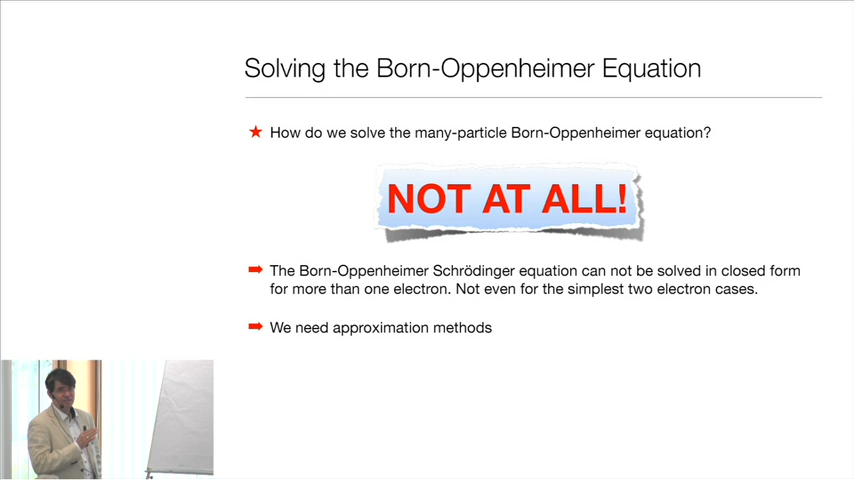 Solving the Born-Oppenheimer Equation
★ How do we solve the many-particle Born-Oppenheimer equation?
NOT AT ALL!
➡ The Born-Oppenheimer Schrödinger equation can not be solved in closed form
for more than one electron. Not even for the simplest two electron cases.
➡ We need approximation methods